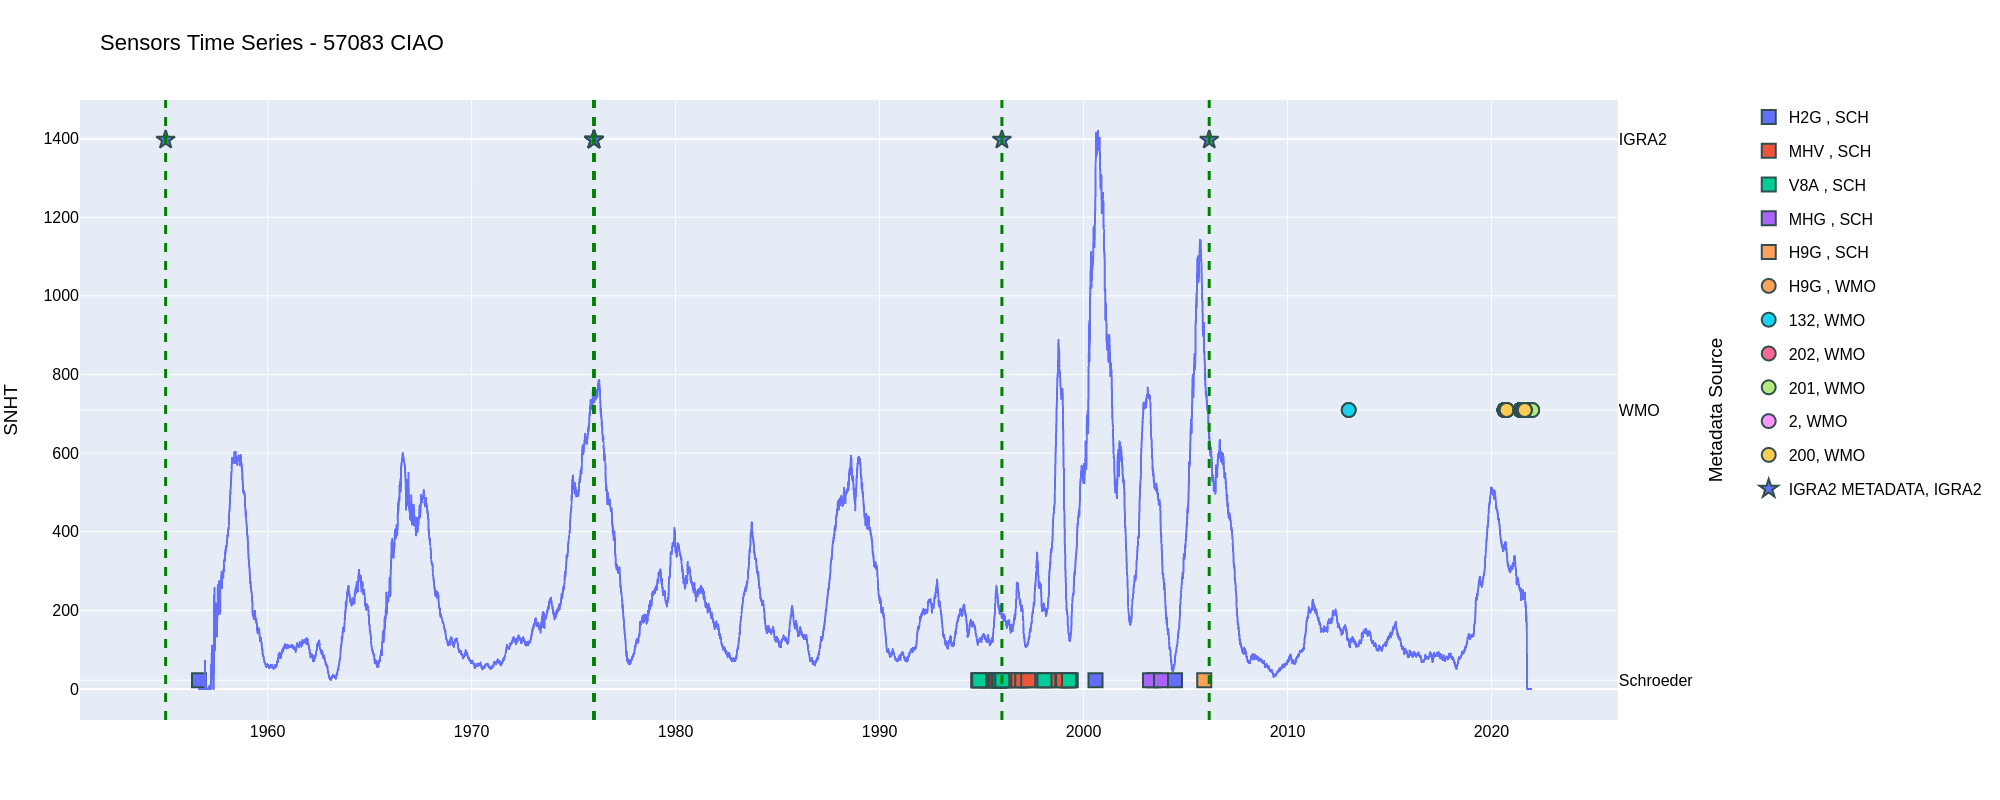 Sensors Time Series - 57083 CIAO
SNHT
1400
1200
1000
800
600
400
200
0
1960
1970
1980
1990
2000
2010
2020
IGRA2
WMO
Schroeder
Metadata Source
H2G , SCH
MHV , SCH
V8A , SCH
MHG , SCH
H9G , SCH
H9G , WMO
132, WMO
202, WMO
201, WMO
2, WMO
200, WMO
IGRA2 METADATA, IGRA2